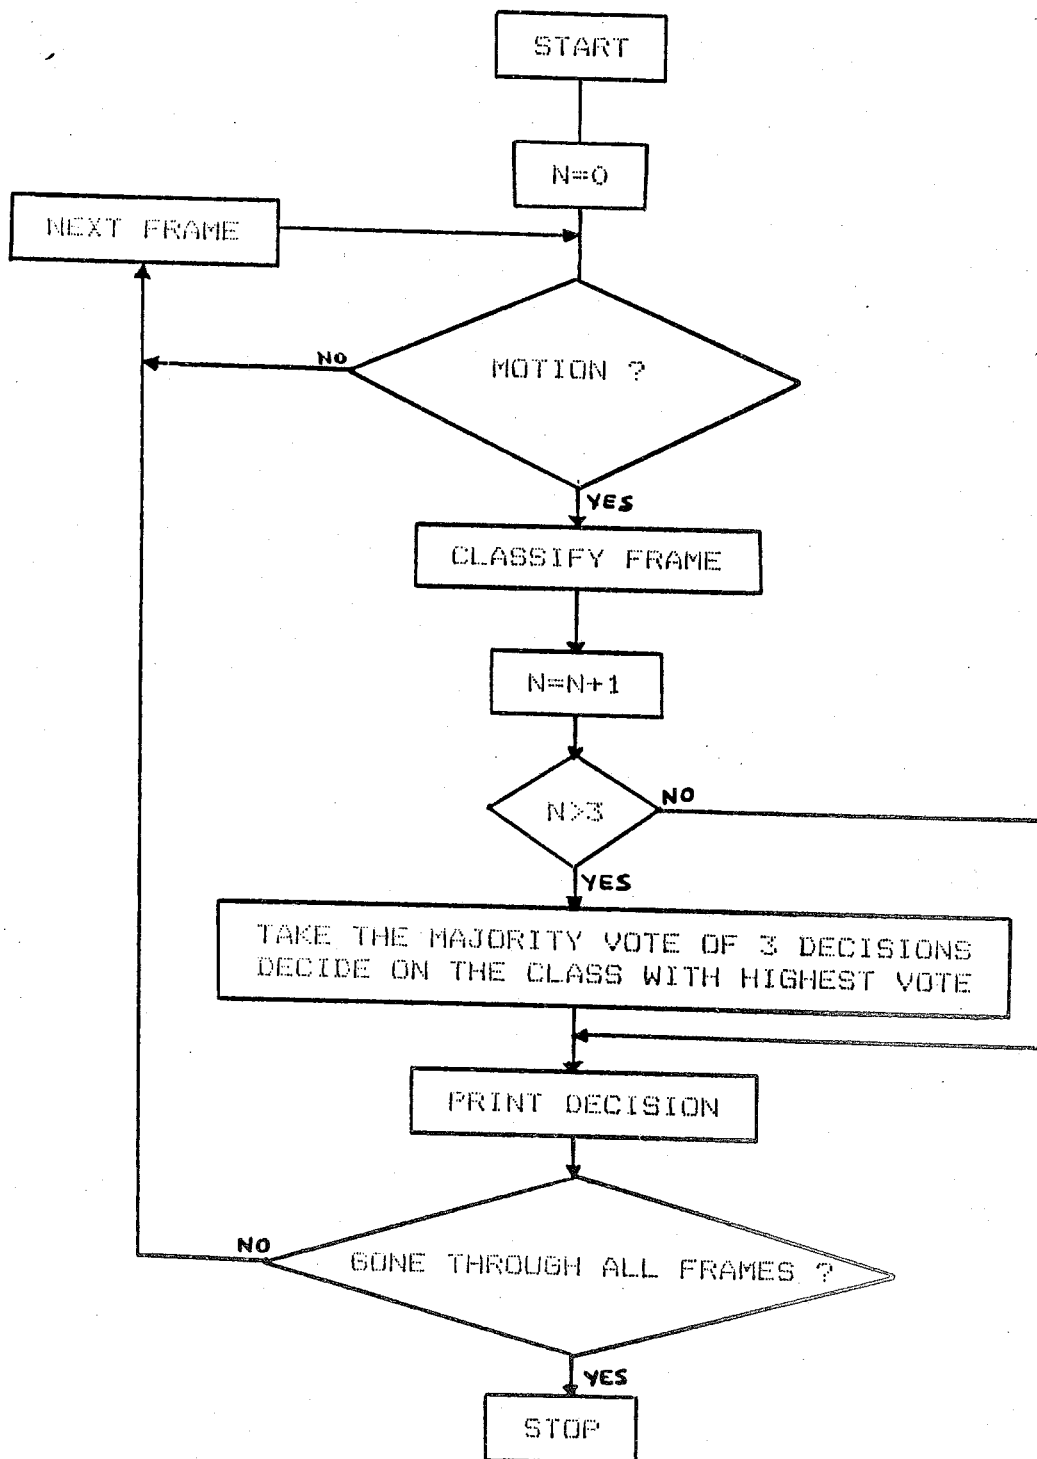 START
N=0
NEXT FRAME
NO
MOTION ?
YES
CLASSIFY FRAME
N=N+1
N>3
NO
YES
TAKE THE MAJORITY VOTE OF 3 DECISIONS
DECIDE ON THE CLASS WITH HIGHEST VOTE
PRINT DECISION
NO
GONE THROUGH ALL FRAMES ?
YES
STOP